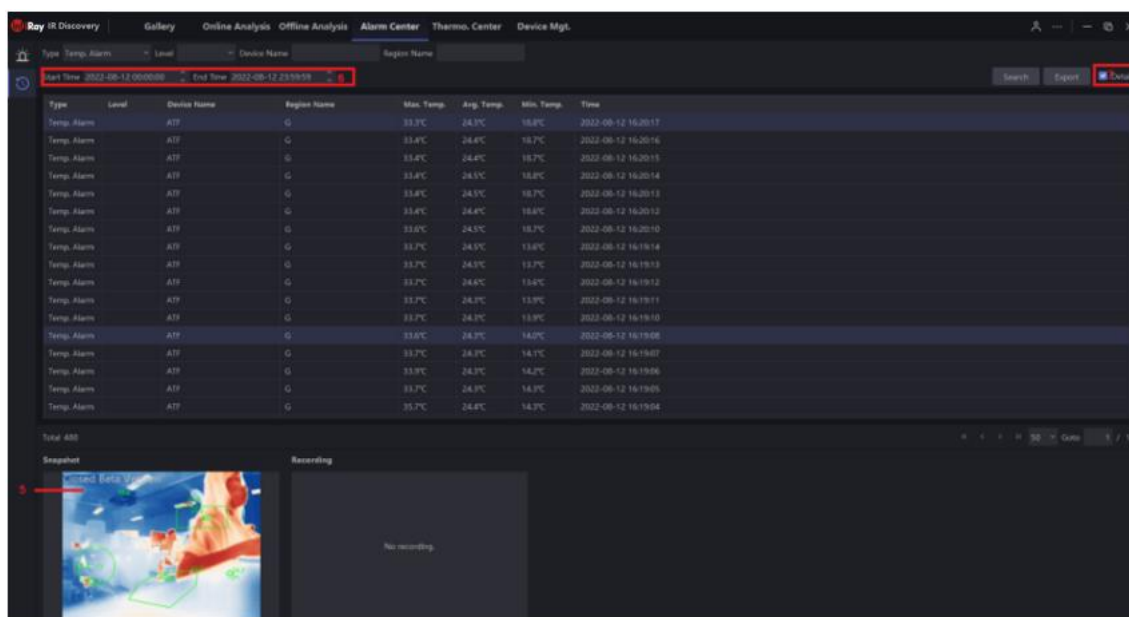 Ray IR Discovery Gallery Online Analysis Offline Analysis Alarm Center Thermo. Center Device Mgt.
Type Temp. Alarm Level Device Name Region Name
Start Time 2022-08-12 00:00:00 End Time 2022-08-12 23:59:59 6 Search Export
Type Level Device Name Region Name Max. Temp. Avg. Temp. Min. Temp. Time
Temp. Alarm ATF G 33.3℃ 24.3℃ 18.8℃ 2022-08-12 16:20:17
Temp. Alarm ATF G 33.4℃ 24.4℃ 18.7℃ 2022-08-12 16:20:16
Temp. Alarm ATF G 33.4℃ 24.4℃ 18.7℃ 2022-08-12 16:20:15
Temp. Alarm ATF G 33.4℃ 24.5℃ 18.8℃ 2022-08-12 16:20:14
Temp. Alarm ATF G 33.4℃ 24.5℃ 18.7℃ 2022-08-12 16:20:13
Temp. Alarm ATF G 33.4℃ 24.4℃ 18.6℃ 2022-08-12 16:20:12
Temp. Alarm ATF G 33.6℃ 24.5℃ 18.7℃ 2022-08-12 16:20:10
Temp. Alarm ATF G 33.7℃ 24.5℃ 13.6℃ 2022-08-12 16:19:14
Temp. Alarm ATF G 33.7℃ 24.5℃ 13.7℃ 2022-08-12 16:19:13
Temp. Alarm ATF G 33.7℃ 24.6℃ 13.6℃ 2022-08-12 16:19:12
Temp. Alarm ATF G 33.7℃ 24.3℃ 13.9℃ 2022-08-12 16:19:11
Temp. Alarm ATF G 33.7℃ 24.3℃ 13.9℃ 2022-08-12 16:19:10
Temp. Alarm ATF G 33.6℃ 24.3℃ 14.0℃ 2022-08-12 16:19:08
Temp. Alarm ATF G 33.7℃ 24.3℃ 14.1℃ 2022-08-12 16:19:07
Temp. Alarm ATF G 33.9℃ 24.3℃ 14.2℃ 2022-08-12 16:19:06
Temp. Alarm ATF G 33.7℃ 24.3℃ 14.3℃ 2022-08-12 16:19:05
Temp. Alarm ATF G 35.7℃ 24.4℃ 14.3℃ 2022-08-12 16:19:04
Total 480 50 Goto 1 /
Snapshot Recording
Closed Beta
5
No recording.